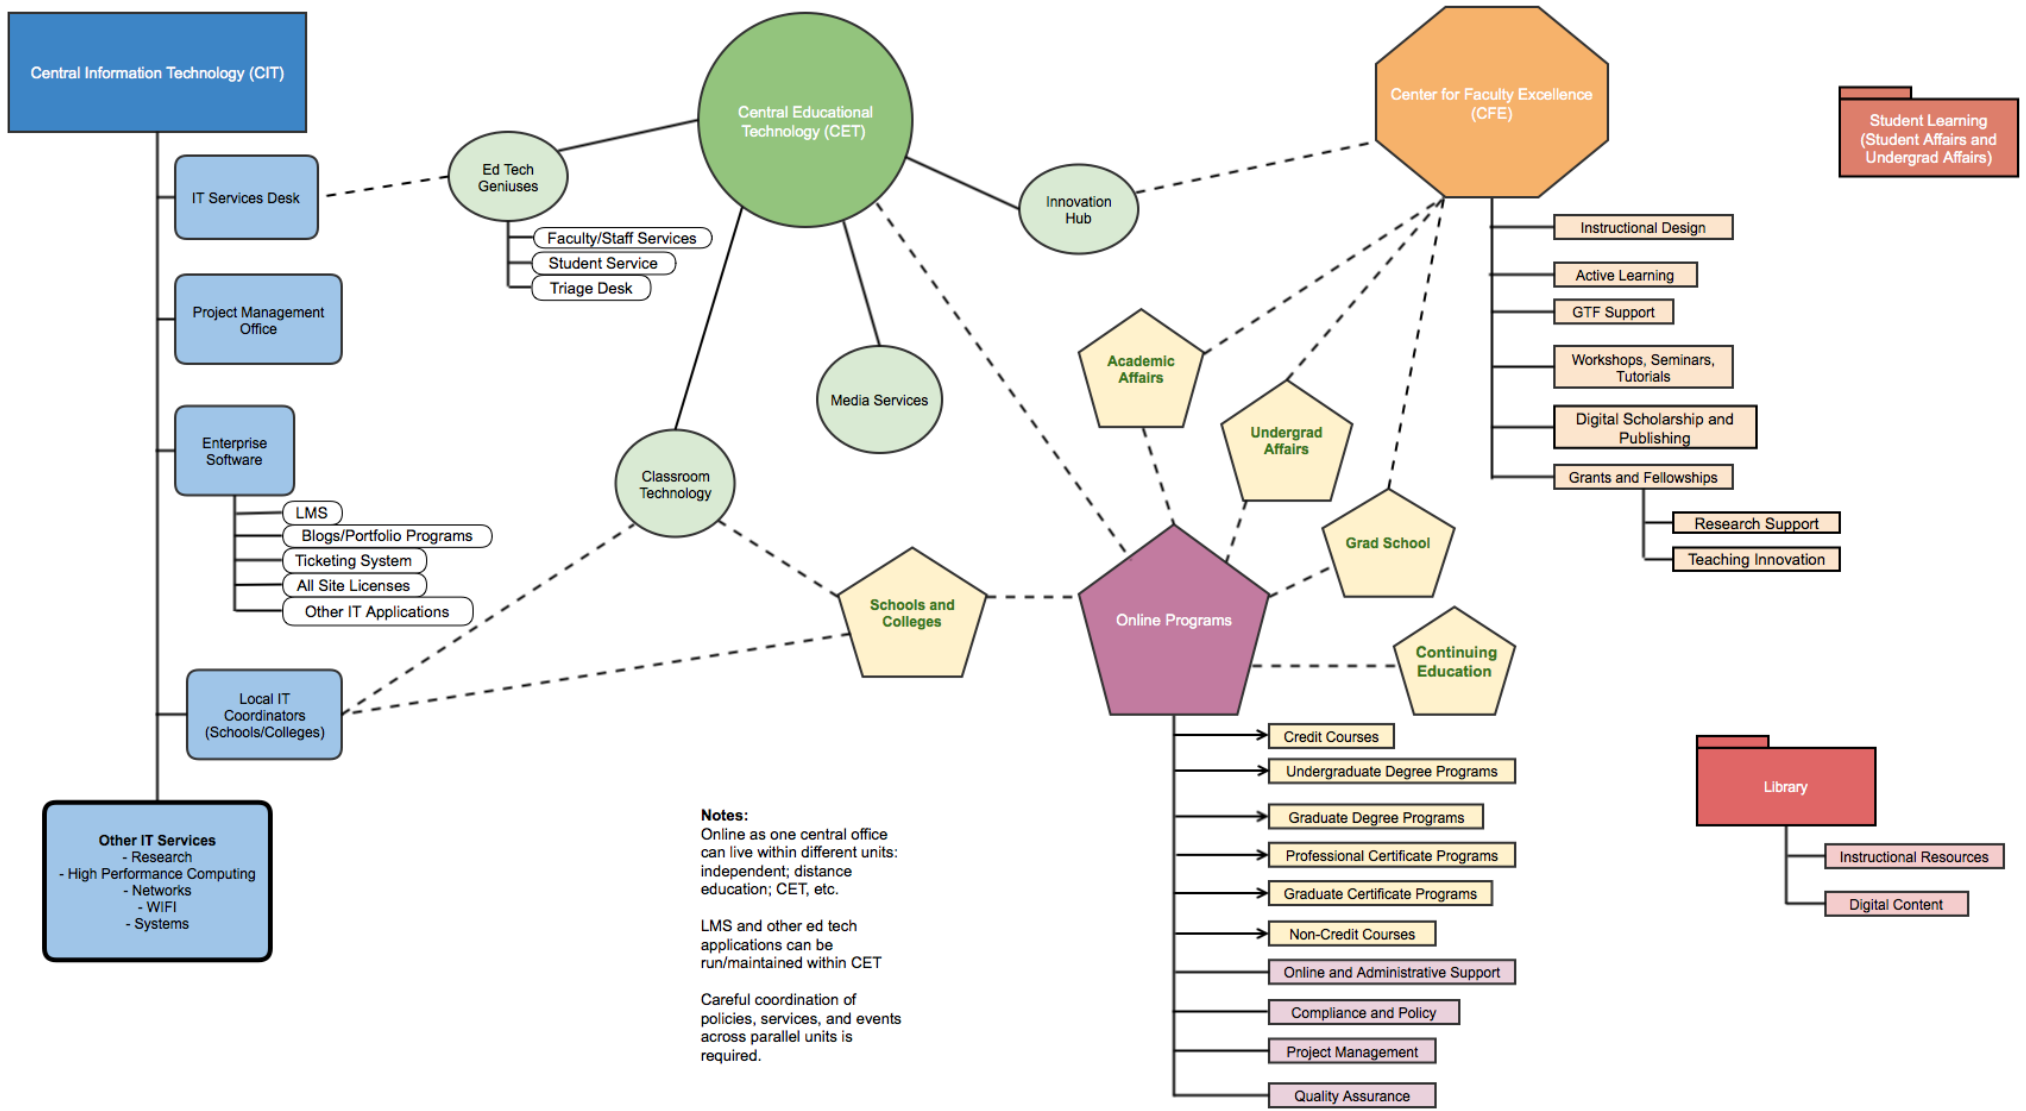 Central Information Technology (CIT)
IT Services Desk
Project Management
Office
Enterprise
Software
LMS
Blogs/Portfolio Programs
Ticketing System
All Site Licenses
Other IT Applications
Local IT
Coordinators
(Schools/Colleges)
Other IT Services
- Research
- High Performance Computing
- Networks
- WIFI
- Systems
Central Educational
Technology (CET)
Ed Tech
Geniuses
Faculty/Staff Services
Student Service
Triage Desk
Innovation
Hub
Media Services
Classroom
Technology
Schools and
Colleges
Center for Faculty Excellence
(CFE)
Instructional Design
Active Learning
GTF Support
Workshops, Seminars,
Tutorials
Digital Scholarship and
Publishing
Grants and Fellowships
Research Support
Teaching Innovation
Academic
Affairs
Undergrad
Affairs
Grad School
Continuing
Education
Online Programs
Credit Courses
Undergraduate Degree Programs
Graduate Degree Programs
Professional Certificate Programs
Graduate Certificate Programs
Non-Credit Courses
Online and Administrative Support
Compliance and Policy
Project Management
Quality Assurance
Student Learning
(Student Affairs and
Undergrad Affairs)
Library
Instructional Resources
Digital Content
Notes:
Online as one central office
can live within different units:
independent; distance
education; CET, etc.
LMS and other ed tech
applications can be
run/maintained within CET
Careful coordination of
policies, services, and events
across parallel units is
required.